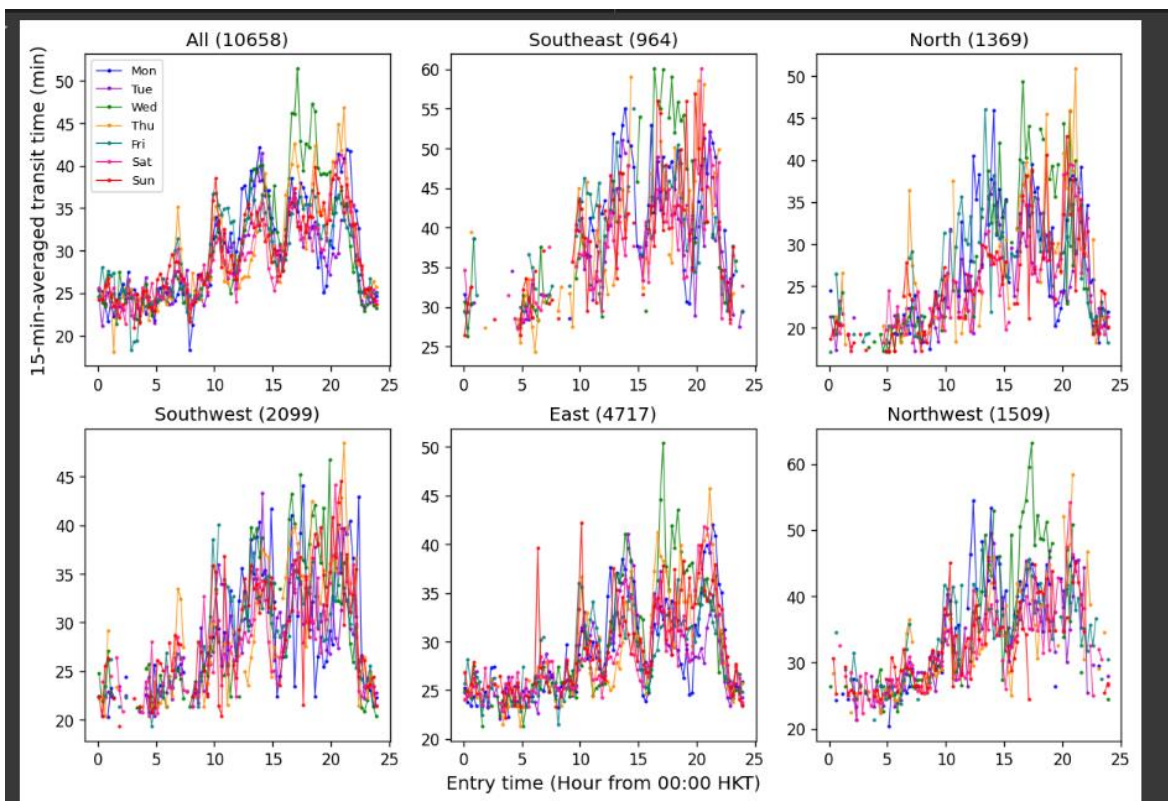 All (10658)
Southeast (964)
North (1369)
15-min-averaged transit time (min)
50
45
40
35
30
25
20
Mon
Tue
Wed
Thu
Fri
Sat
Sun
0 5 10 15 20 25
60
55
50
45
40
35
30
25
0 5 10 15 20 25
50
40
30
20
0 5 10 15 20 25
Southwest (2099)
East (4717)
Northwest (1509)
45
40
35
30
25
20
0 5 10 15 20 25
50
45
40
35
30
25
20
0 5 10 15 20 25
60
50
40
30
20
0 5 10 15 20 25
Entry time (Hour from 00:00 HKT)